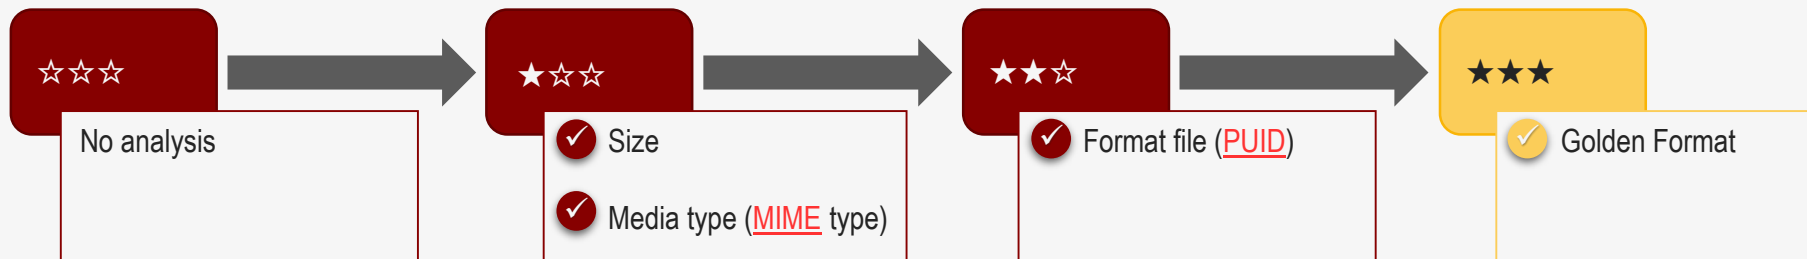 ☆☆☆
No analysis
★☆☆
Size
Media type (MIME type)
★★☆
Format file (PUID)
★★★
Golden Format